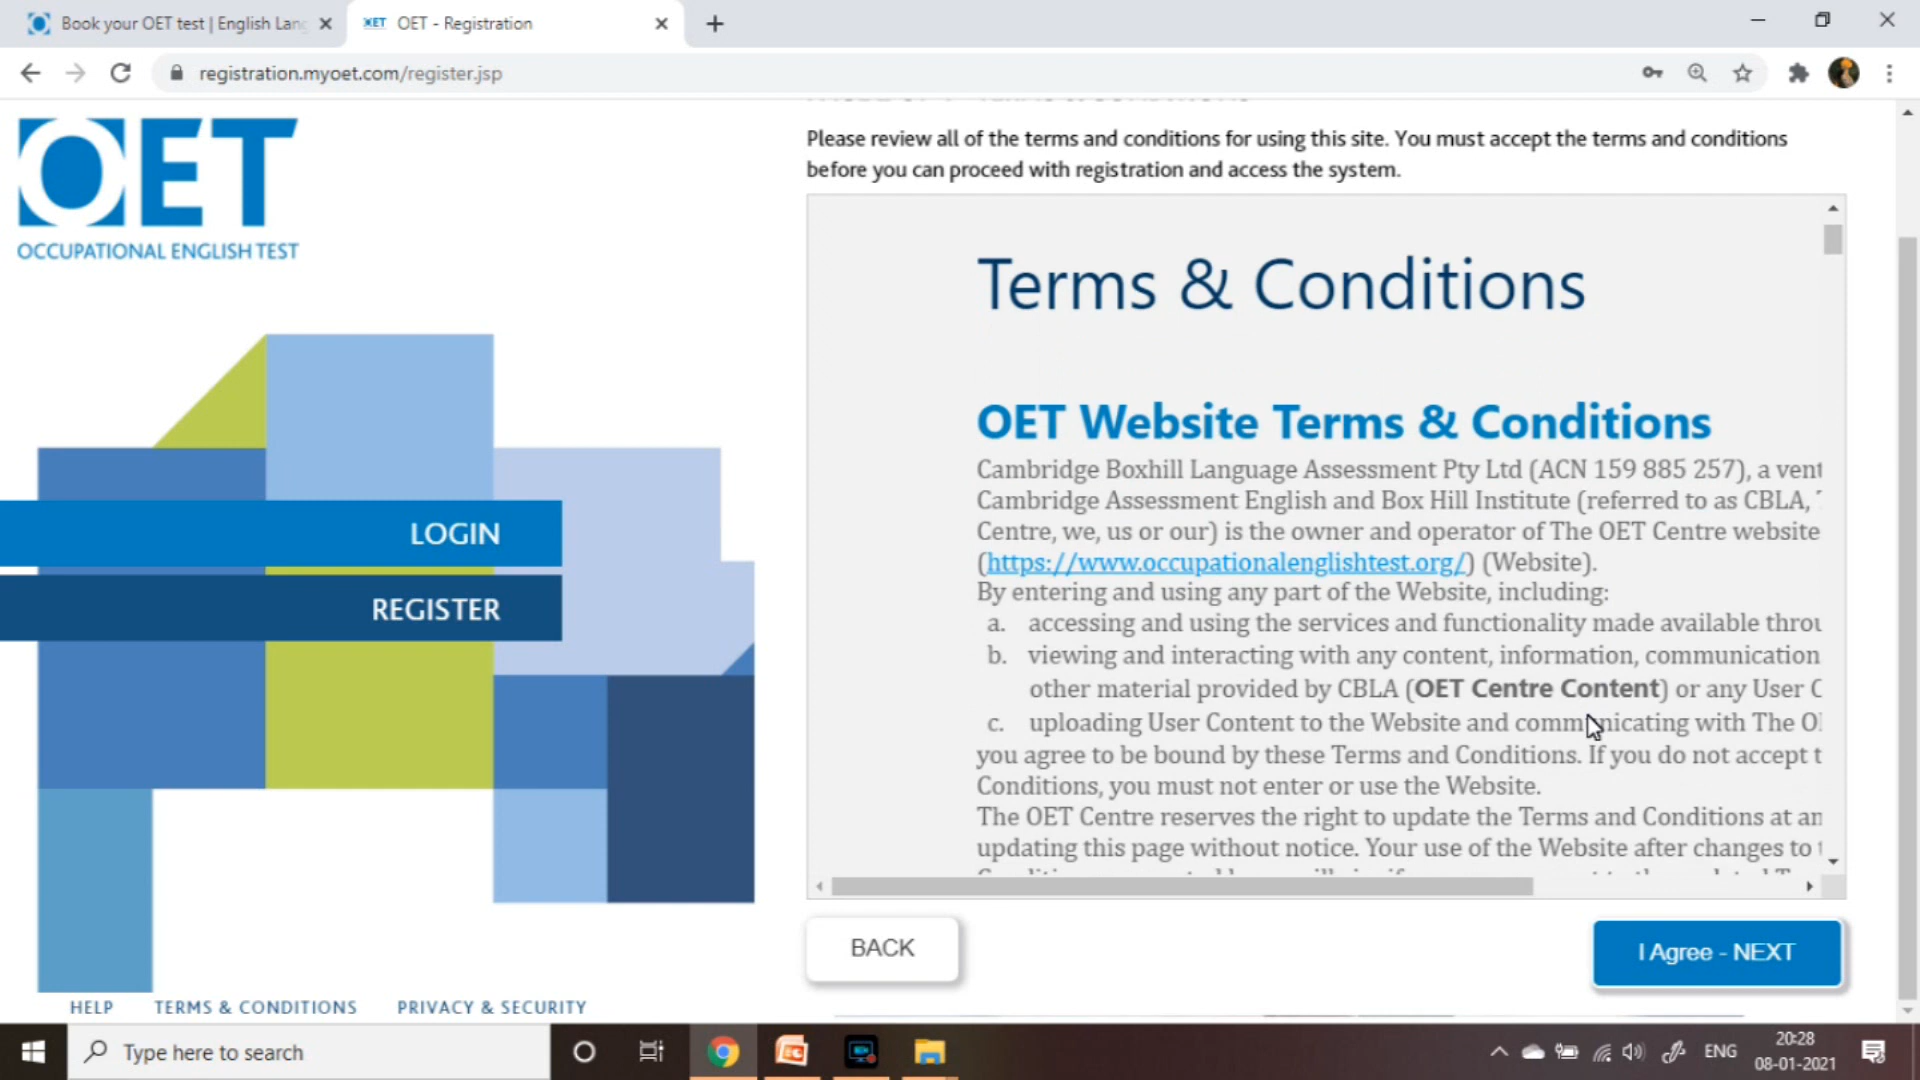 Book your OET test | English Lang
OET - Registration
registration.myoet.com/register.jsp
OET
OCCUPATIONAL ENGLISH TEST
LOGIN
REGISTER
HELP TERMS & CONDITIONS PRIVACY & SECURITY
Please review all of the terms and conditions for using this site. You must accept the terms and conditions
before you can proceed with registration and access the system.
Terms & Conditions
OET Website Terms & Conditions
Cambridge Boxhill Language Assessment Pty Ltd (ACN 159 885 257), a vent
Cambridge Assessment English and Box Hill Institute (referred to as CBLA,
Centre, we, us or our) is the owner and operator of The OET Centre website
(https://www.occupationalenglishtest.org/) (Website).
By entering and using any part of the Website, including:
a. accessing and using the services and functionality made available throu
b. viewing and interacting with any content, information, communication
other material provided by CBLA (OET Centre Content) or any User C
c. uploading User Content to the Website and communicating with The O
you agree to be bound by these Terms and Conditions. If you do not accept t
Conditions, you must not enter or use the Website.
The OET Centre reserves the right to update the Terms and Conditions at an
updating this page without notice. Your use of the Website after changes to t
BACK
I Agree - NEXT
Type here to search
ENG
20:28
08-01-2021